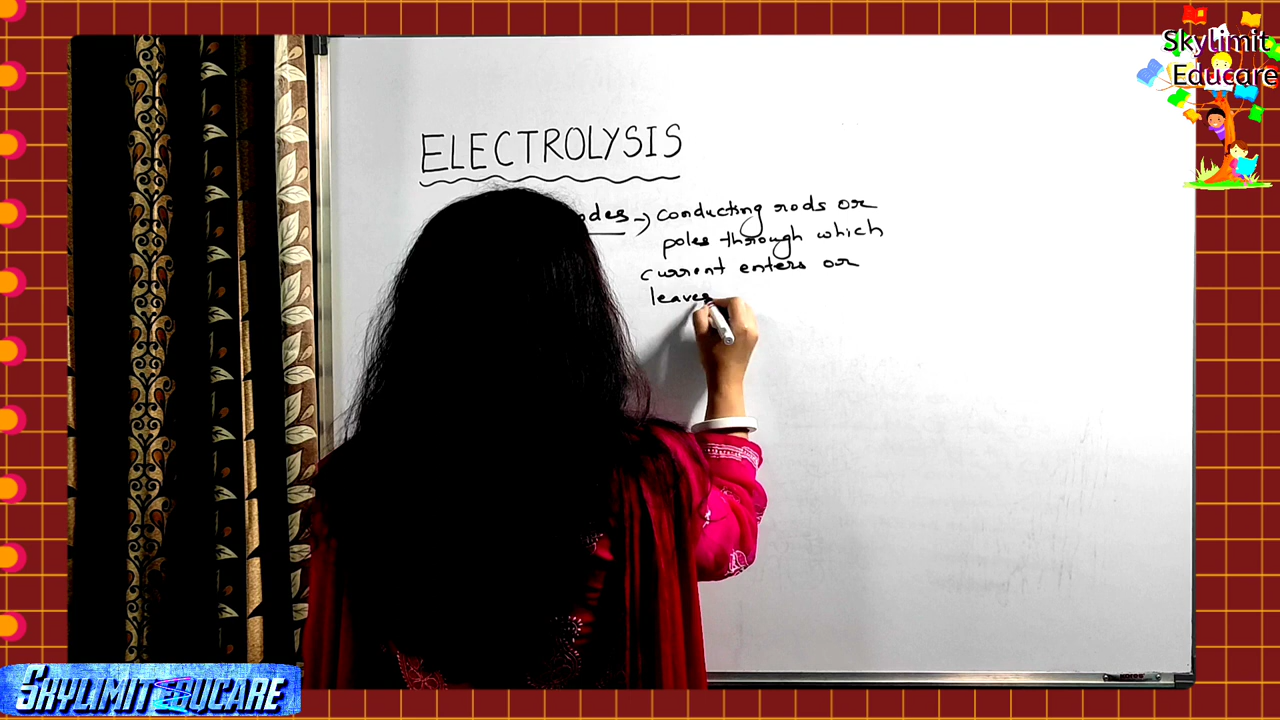 Skylimit
Educare
ELECTROLYSIS
odes → conducting rods or
poles through which
current enters or
leaves
SKYLIMIT EDUCARE